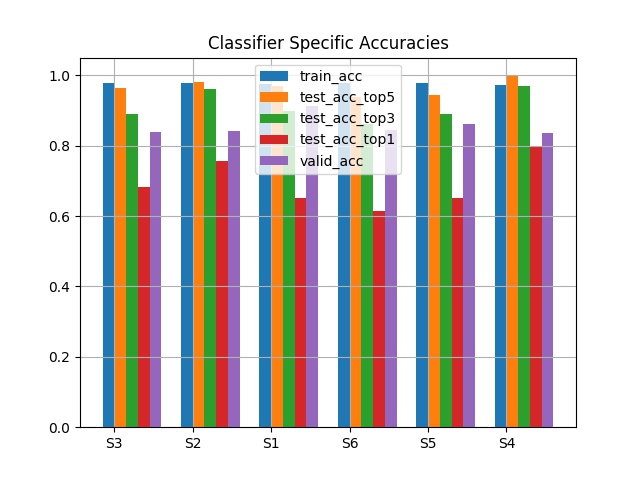 Classifier Specific Accuracies
1.0
0.8
0.6
0.4
0.2
0.0
train_acc
test_acc_top5
test_acc_top3
test_acc_top1
valid_acc
S3 S2 S1 S6 S5 S4